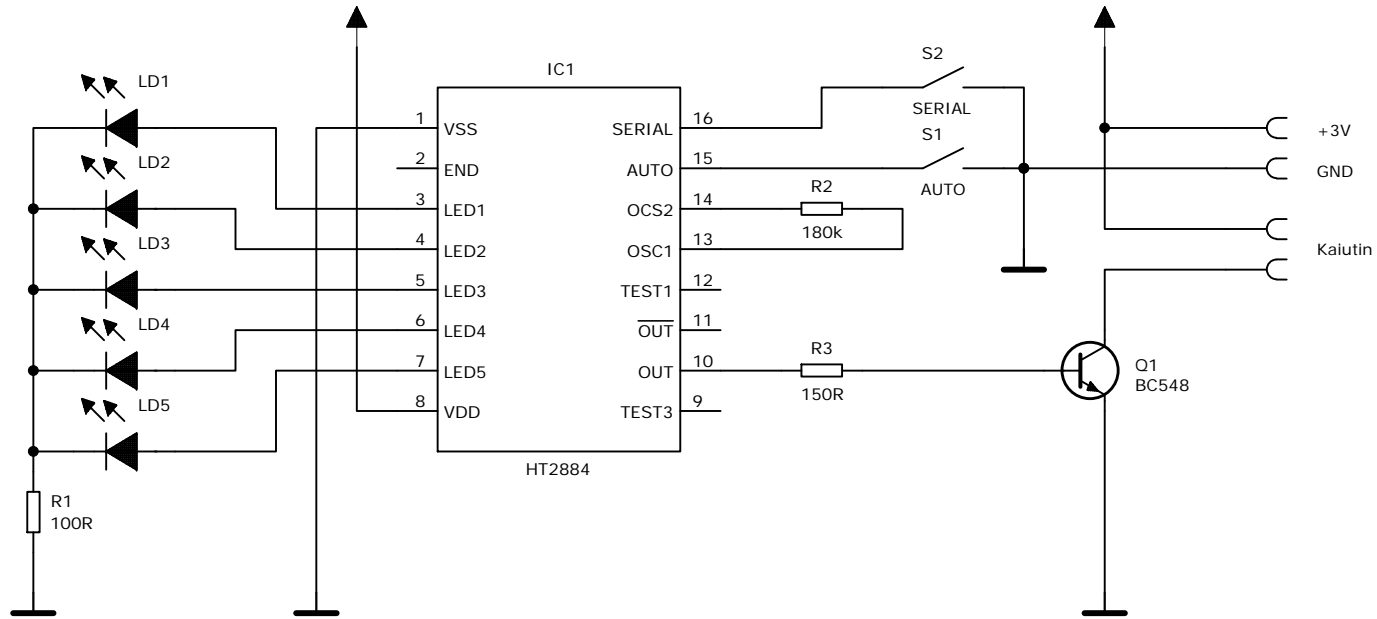 LD1
LD2
LD3
LD4
LD5
R1
100R
IC1
1 VSS
2 END
3 LED1
4 LED2
5 LED3
6 LED4
7 LED5
8 VDD
SERIAL 16
AUTO 15
OCS2 14
OSC1 13
TEST1 12
OUT 11
OUT 10
TEST3 9
HT2884
S2
SERIAL
S1
AUTO
R2
180k
R3
150R
Q1
BC548
+3V
GND
Kaiutin